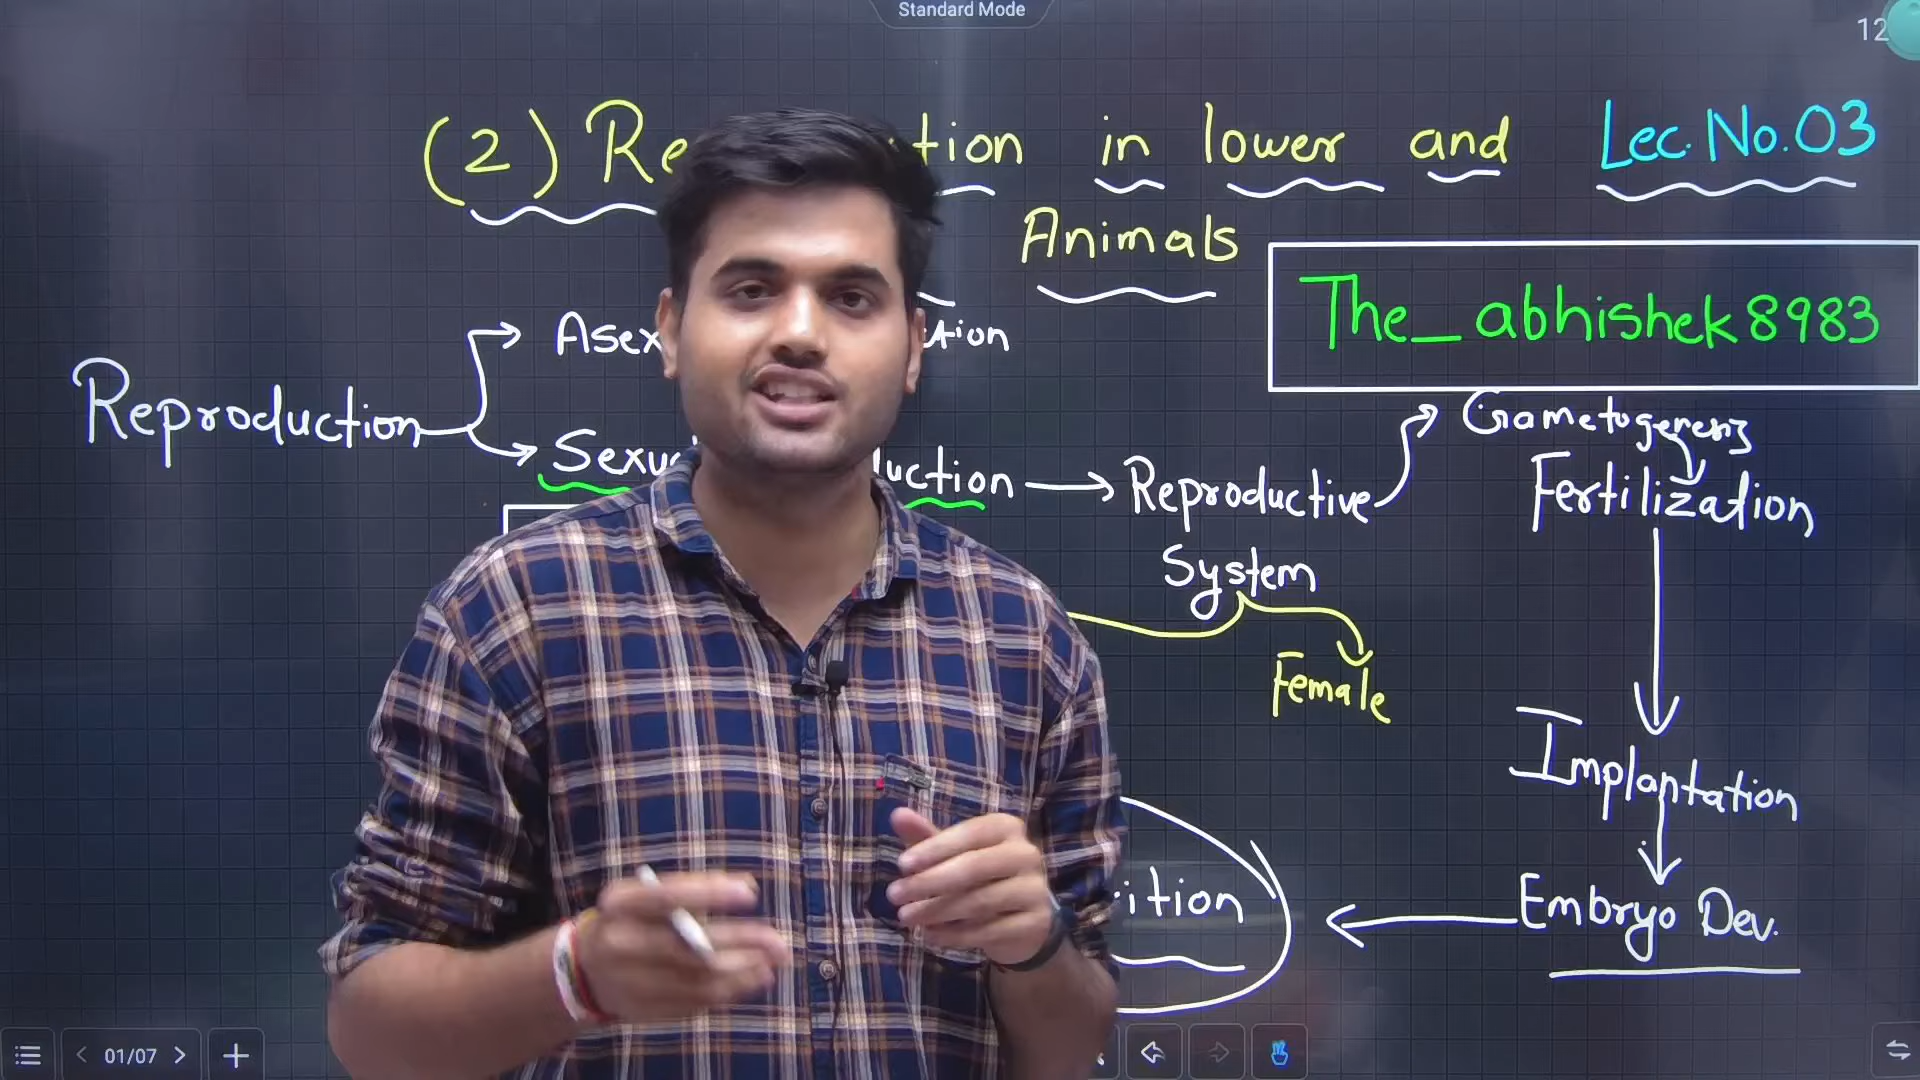 Standard Mode
12
(2) Re tion in lower and
Lec. No. 03
Animals
The_abhishek8983
Asex ction
Reproduction
Gametogenesis
Sexu uction
Reproductive
System
Fertilization
Female
Implantation
ition
Embryo Dev.
01/07